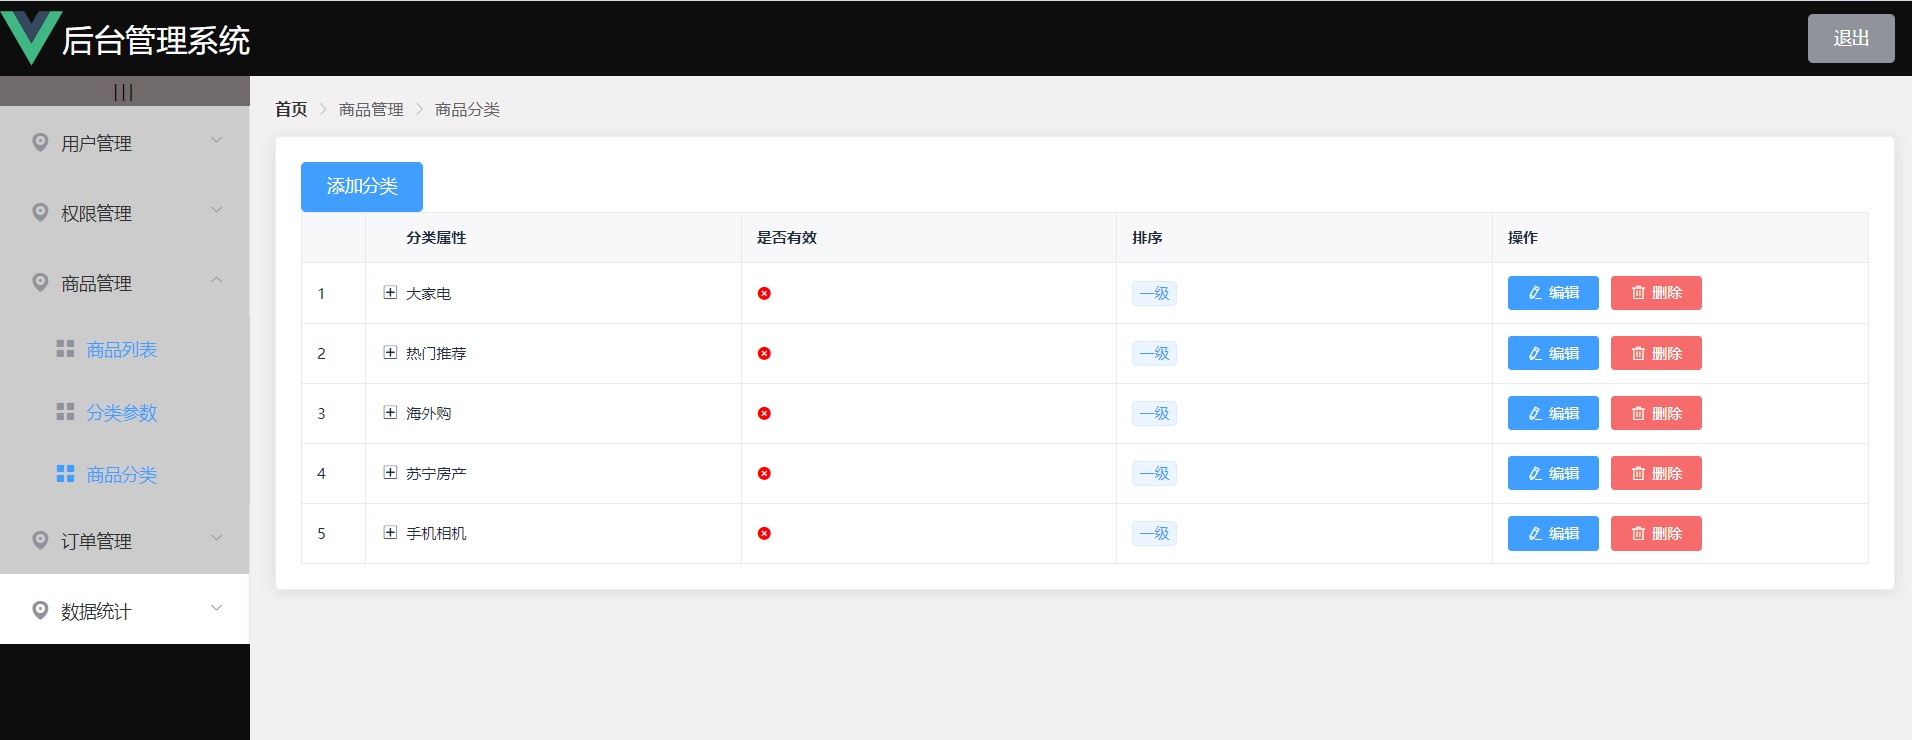 后台管理系统
退出
|||
用户管理
权限管理
商品管理
商品列表
分类参数
商品分类
订单管理
数据统计
首页 > 商品管理 > 商品分类
添加分类
分类属性 是否有效 排序 操作
1 大家电 一级 编辑 删除
2 热门推荐 一级 编辑 删除
3 海外购 一级 编辑 删除
4 苏宁房产 一级 编辑 删除
5 手机相机 一级 编辑 删除